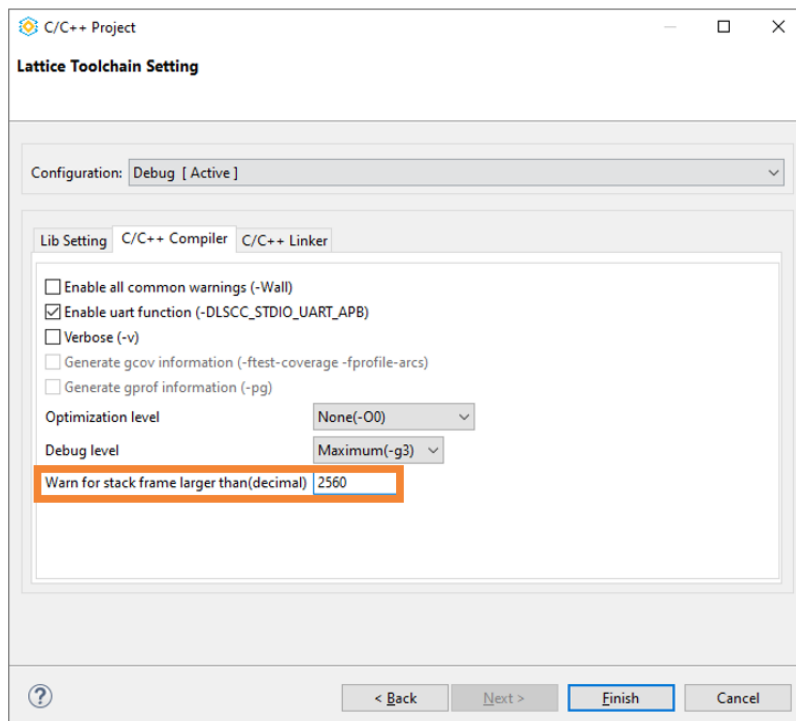 C/C++ Project
Lattice Toolchain Setting
Configuration: Debug [ Active ]
Lib Setting C/C++ Compiler C/C++ Linker
Enable all common warnings (-Wall)
Enable uart function (-DLSCC_STDIO_UART_APB)
Verbose (-v)
Generate gcov information (-ftest-coverage -fprofile-arcs)
Generate gprof information (-pg)
Optimization level None(-O0)
Debug level Maximum(-g3)
Warn for stack frame larger than(decimal) 2560
? < Back Next > Finish Cancel